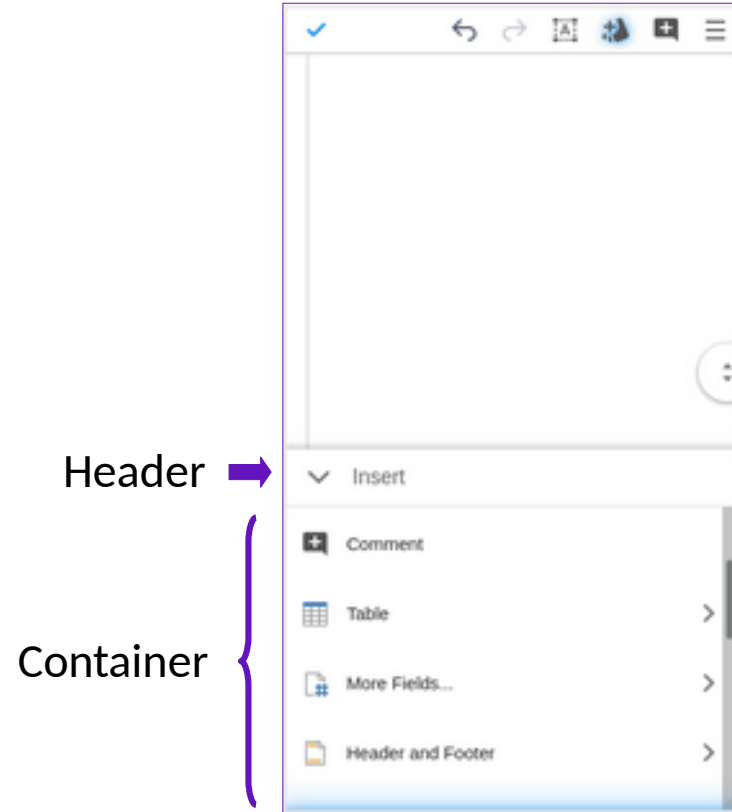 Header
Insert
Comment
Table
Container
More Fields...
Header and Footer